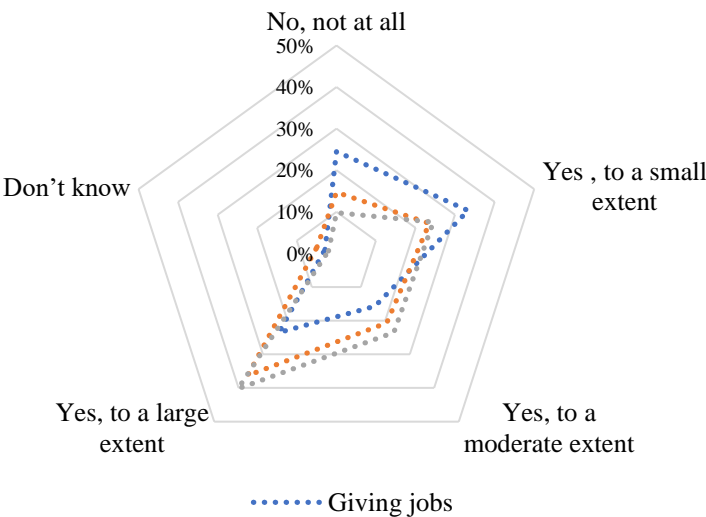 No, not at all
50%
40%
30%
20%
10%
0%
Yes , to a small
extent
Don’t know
Yes, to a large
extent
Yes, to a
moderate extent
Giving jobs